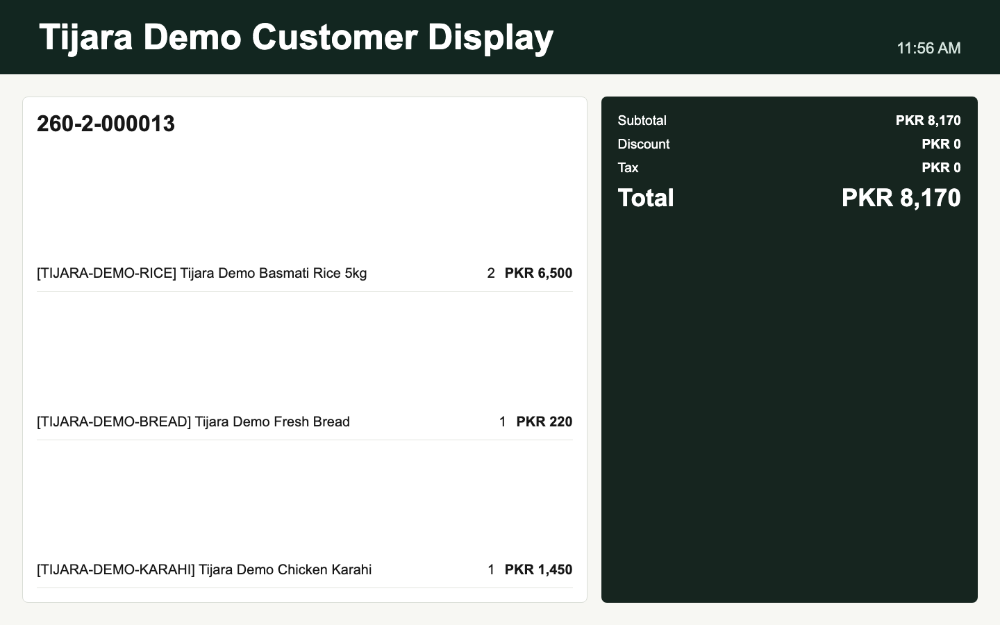 Tijara Demo Customer Display
11:56 AM
260-2-000013
[TIJARA-DEMO-RICE] Tijara Demo Basmati Rice 5kg 2 PKR 6,500
[TIJARA-DEMO-BREAD] Tijara Demo Fresh Bread 1 PKR 220
[TIJARA-DEMO-KARAHI] Tijara Demo Chicken Karahi 1 PKR 1,450
Subtotal PKR 8,170
Discount PKR 0
Tax PKR 0
Total PKR 8,170